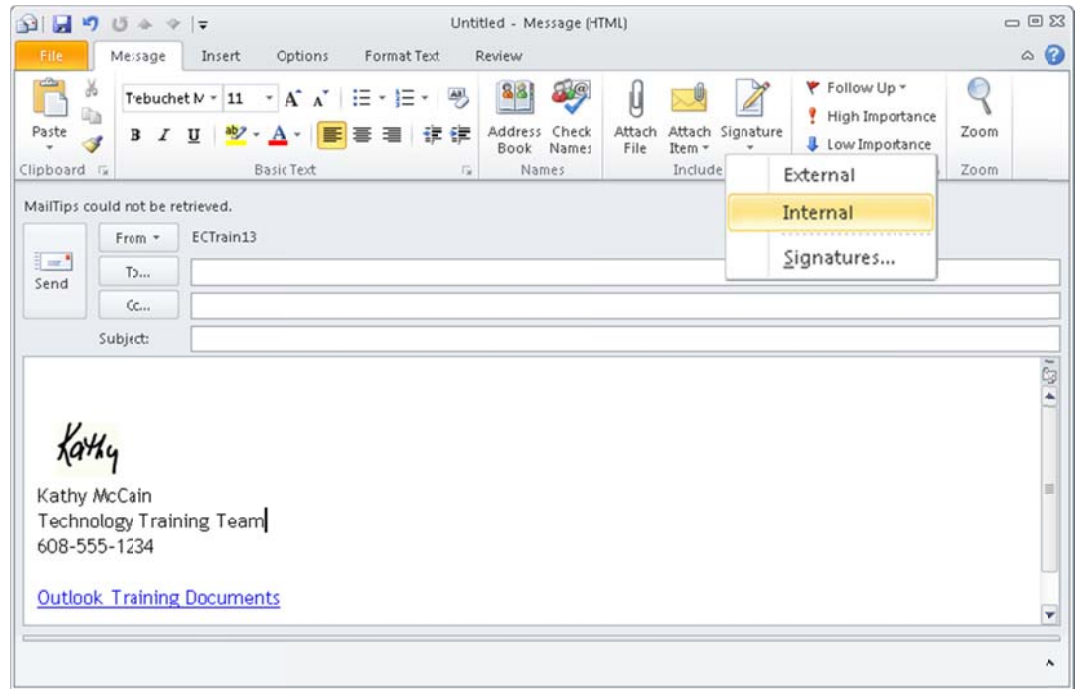 Untitled - Message (HTML)
File Message Insert Options Format Text Review
Paste
Trebuchet M 11
B I U
Address Book
Check Names
Attach File
Attach Item
Signature
Follow Up
High Importance
Low Importance
Zoom
Clipboard Basic Text Names Include Zoom
External
Internal
Signatures...
MailTips could not be retrieved.
From ECTrain13
Send
To...
Cc...
Subject:
Kathy
Kathy McCain
Technology Training Team
608-555-1234
Outlook Training Documents